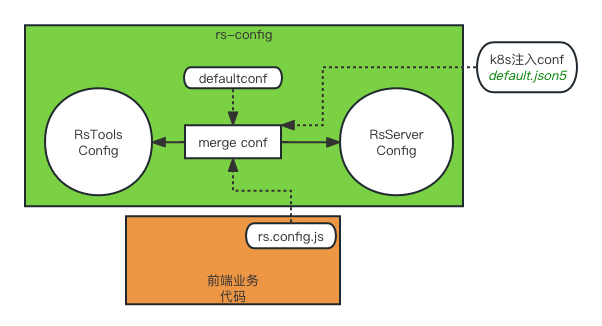 rs-config
k8s注入conf
default.json5
defaultconf
RsTools
Config
merge conf
RsServer
Config
rs.config.js
前端业务
代码